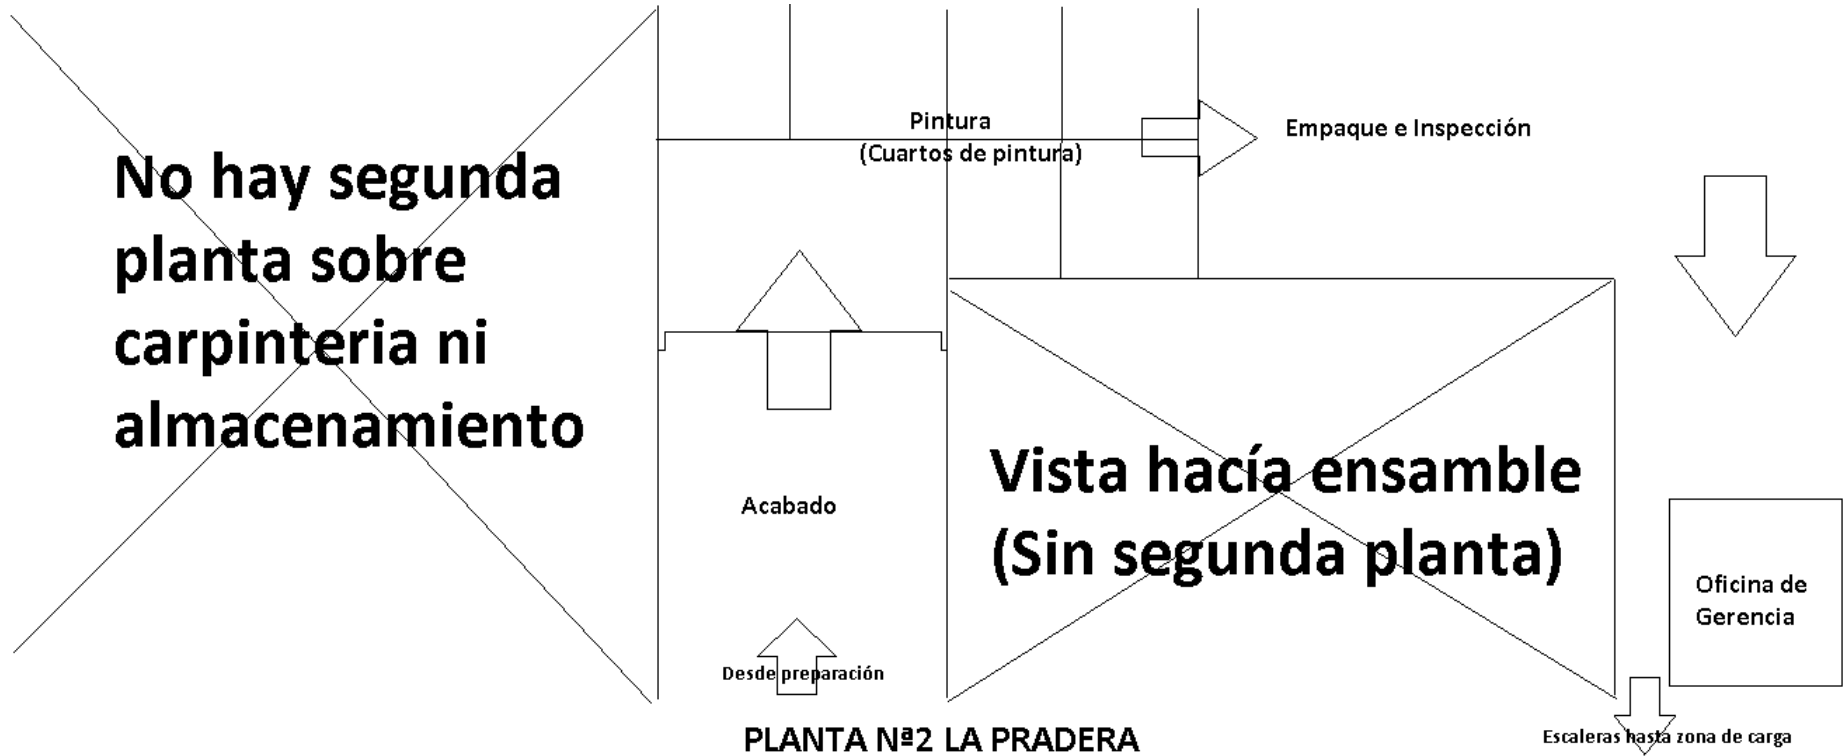 Pintura
(Cuartos de pintura)
Empaque e Inspección
No hay segunda
planta sobre
carpinteria ni
almacenamiento
Acabado
Vista hacía ensamble
(Sin segunda planta)
Oficina de
Gerencia
Desde preparación
Escaleras hasta zona de carga
PLANTA Nª2 LA PRADERA